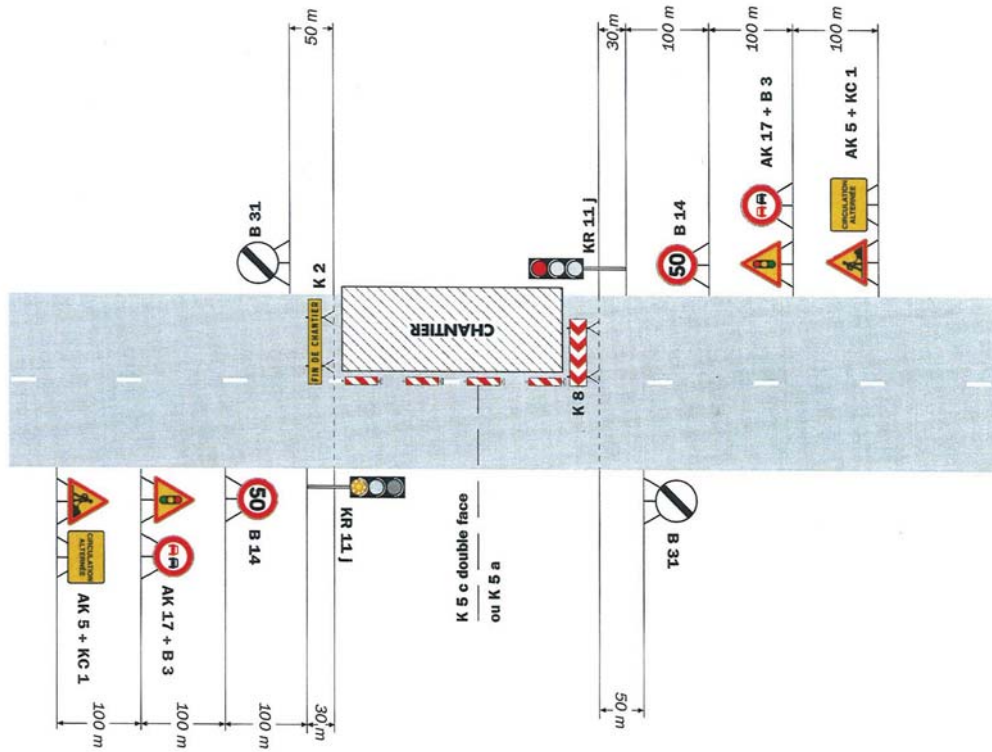 50 m
30 m
100 m
100 m
100 m
B 31
K 2
FIN DE CHANTIER
CHANTIER
KR 11 j
K 8
50
B 14
AK 17 + B 3
CIRCULATION
ALTERNÉE
AK 5 + KC 1
CIRCULATION
ALTERNÉE
AK 5 + KC 1
AK 17 + B 3
50
B 14
KR 11 j
K 5 c double face
ou K 5 a
B 31
100 m
100 m
100 m
30 m
50 m